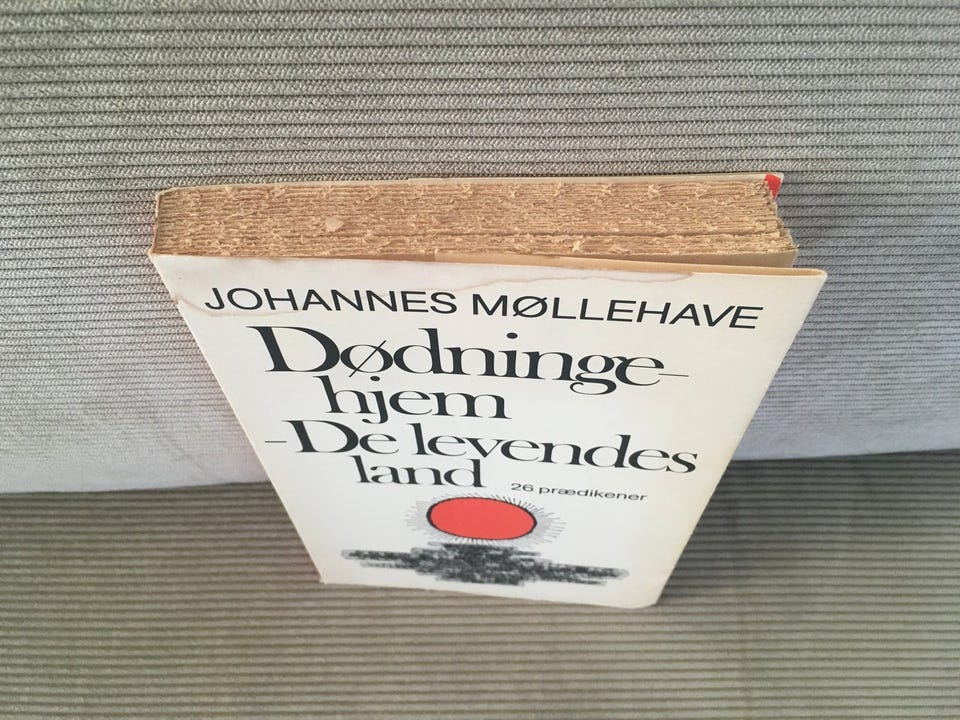 JOHANNES MØLLEHAVE
Dødninge-
hjem
-De levendes
land
26 prædikener